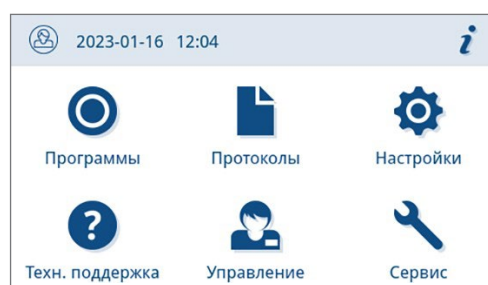 2023-01-16 12:04
i
Программы Протоколы Настройки
?
Техн. поддержка Управление Сервис